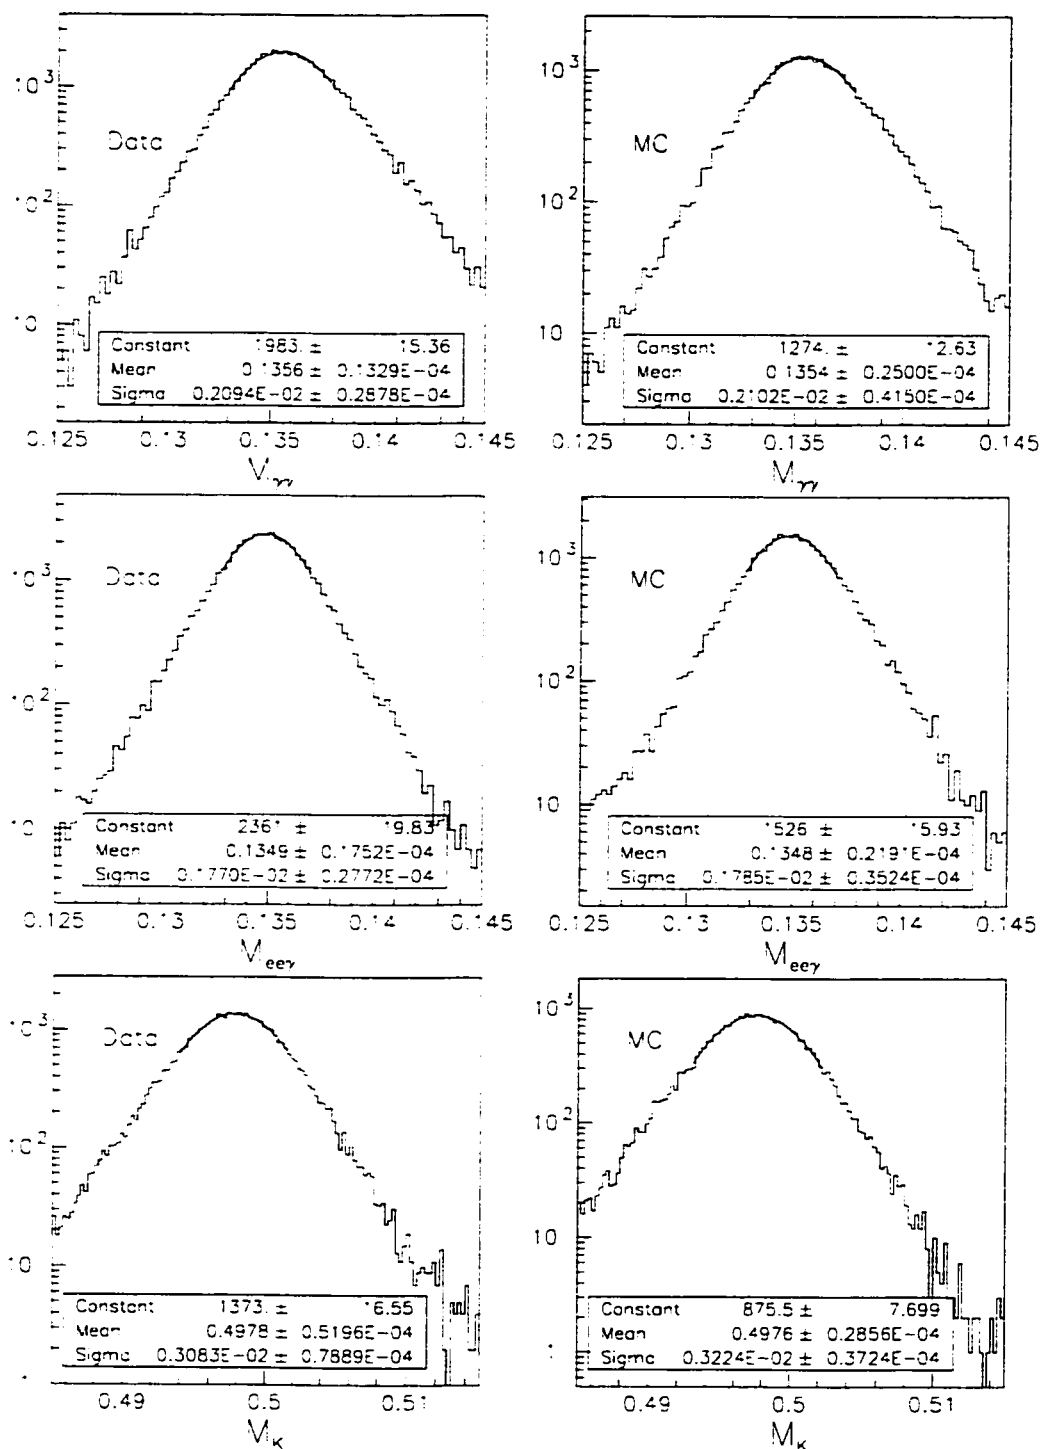 10³
10²
10
Data
Constant 1983. ± 15.36
Mean 0.1356 ± 0.1329E-04
Sigma 0.2094E-02 ± 0.2878E-04
0.125 0.13 0.135 0.14 0.145
M_γγ
10³
10²
10
MC
Constant 1274. ± 12.63
Mean 0.1354 ± 0.2500E-04
Sigma 0.2102E-02 ± 0.4150E-04
0.125 0.13 0.135 0.14 0.145
M_γγ
10³
10²
10
Data
Constant 2361 ± 19.83
Mean 0.1349 ± 0.1752E-04
Sigma 0.1770E-02 ± 0.2772E-04
0.125 0.13 0.135 0.14 0.145
M_eeγ
10³
10²
10
MC
Constant 1526 ± 15.93
Mean 0.1348 ± 0.2191E-04
Sigma 0.1785E-02 ± 0.3524E-04
0.125 0.13 0.135 0.14 0.145
M_eeγ
10³
10²
10
1
Data
Constant 1373. ± 16.55
Mean 0.4978 ± 0.5196E-04
Sigma 0.3083E-02 ± 0.7889E-04
0.49 0.5 0.51
M_K
10³
10²
10
1
MC
Constant 875.5 ± 7.699
Mean 0.4976 ± 0.2856E-04
Sigma 0.3224E-02 ± 0.3724E-04
0.49 0.5 0.51
M_K